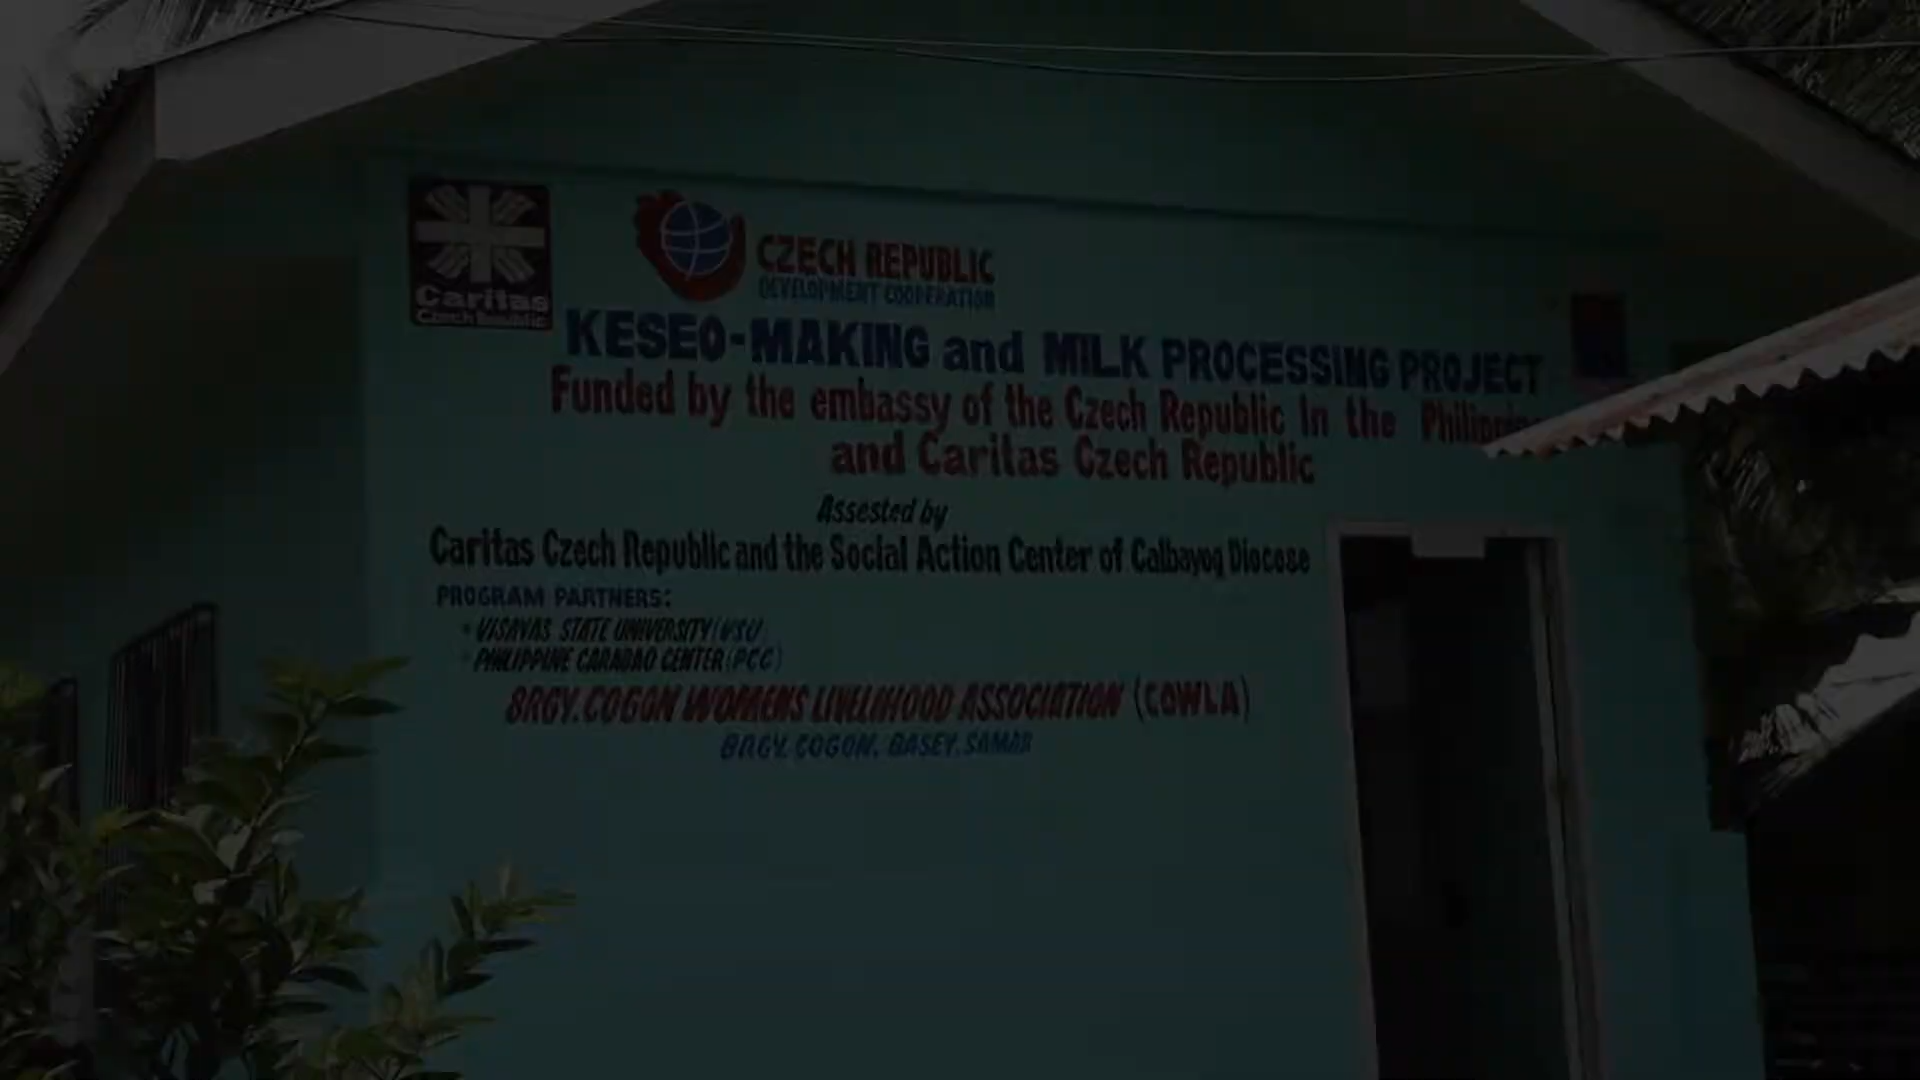 Caritas
Czech Republic
CZECH REPUBLIC
DEVELOPMENT COOPERATION
KESEO-MAKING and MILK PROCESSING PROJECT
Funded by the embassy of the Czech Republic In the
and Caritas Czech Republic
Assested by
Caritas Czech Republic and the Social Action Center of Calbayog Diocese
PROGRAM PARTNERS:
• VISAYAS STATE UNIVERSITY (VSU)
• PHILIPPINE CARABAO CENTER (PCC)
BRGY. COGON WOMENS LIVELIHOOD ASSOCIATION (COWLA)
BRGY. COGON, BASEY, SAMAR